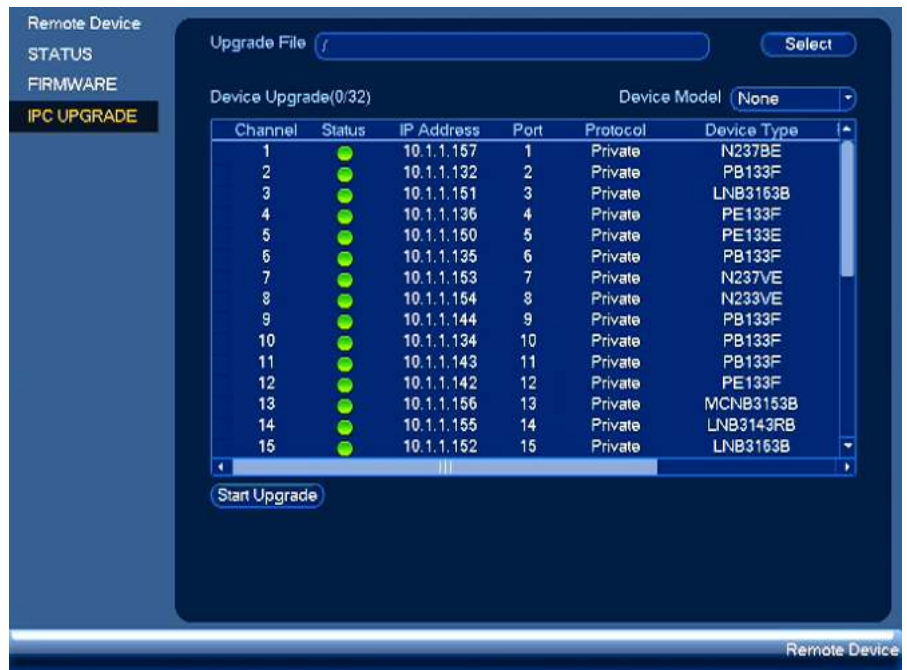 Remote Device
STATUS
FIRMWARE
IPC UPGRADE
Upgrade File / Select
Device Upgrade(0/32) Device Model None
Channel Status IP Address Port Protocol Device Type
1 10.1.1.157 1 Private N237BE
2 10.1.1.132 2 Private PB133F
3 10.1.1.151 3 Private LNB3163B
4 10.1.1.136 4 Private PE133F
5 10.1.1.150 5 Private PE133E
6 10.1.1.135 6 Private PB133F
7 10.1.1.153 7 Private N237VE
8 10.1.1.154 8 Private N233VE
9 10.1.1.144 9 Private PB133F
10 10.1.1.134 10 Private PB133F
11 10.1.1.143 11 Private PB133F
12 10.1.1.142 12 Private PE133F
13 10.1.1.156 13 Private MCNB3153B
14 10.1.1.155 14 Private LNB3143RB
15 10.1.1.152 15 Private LNB3163B
Start Upgrade
Remote Device